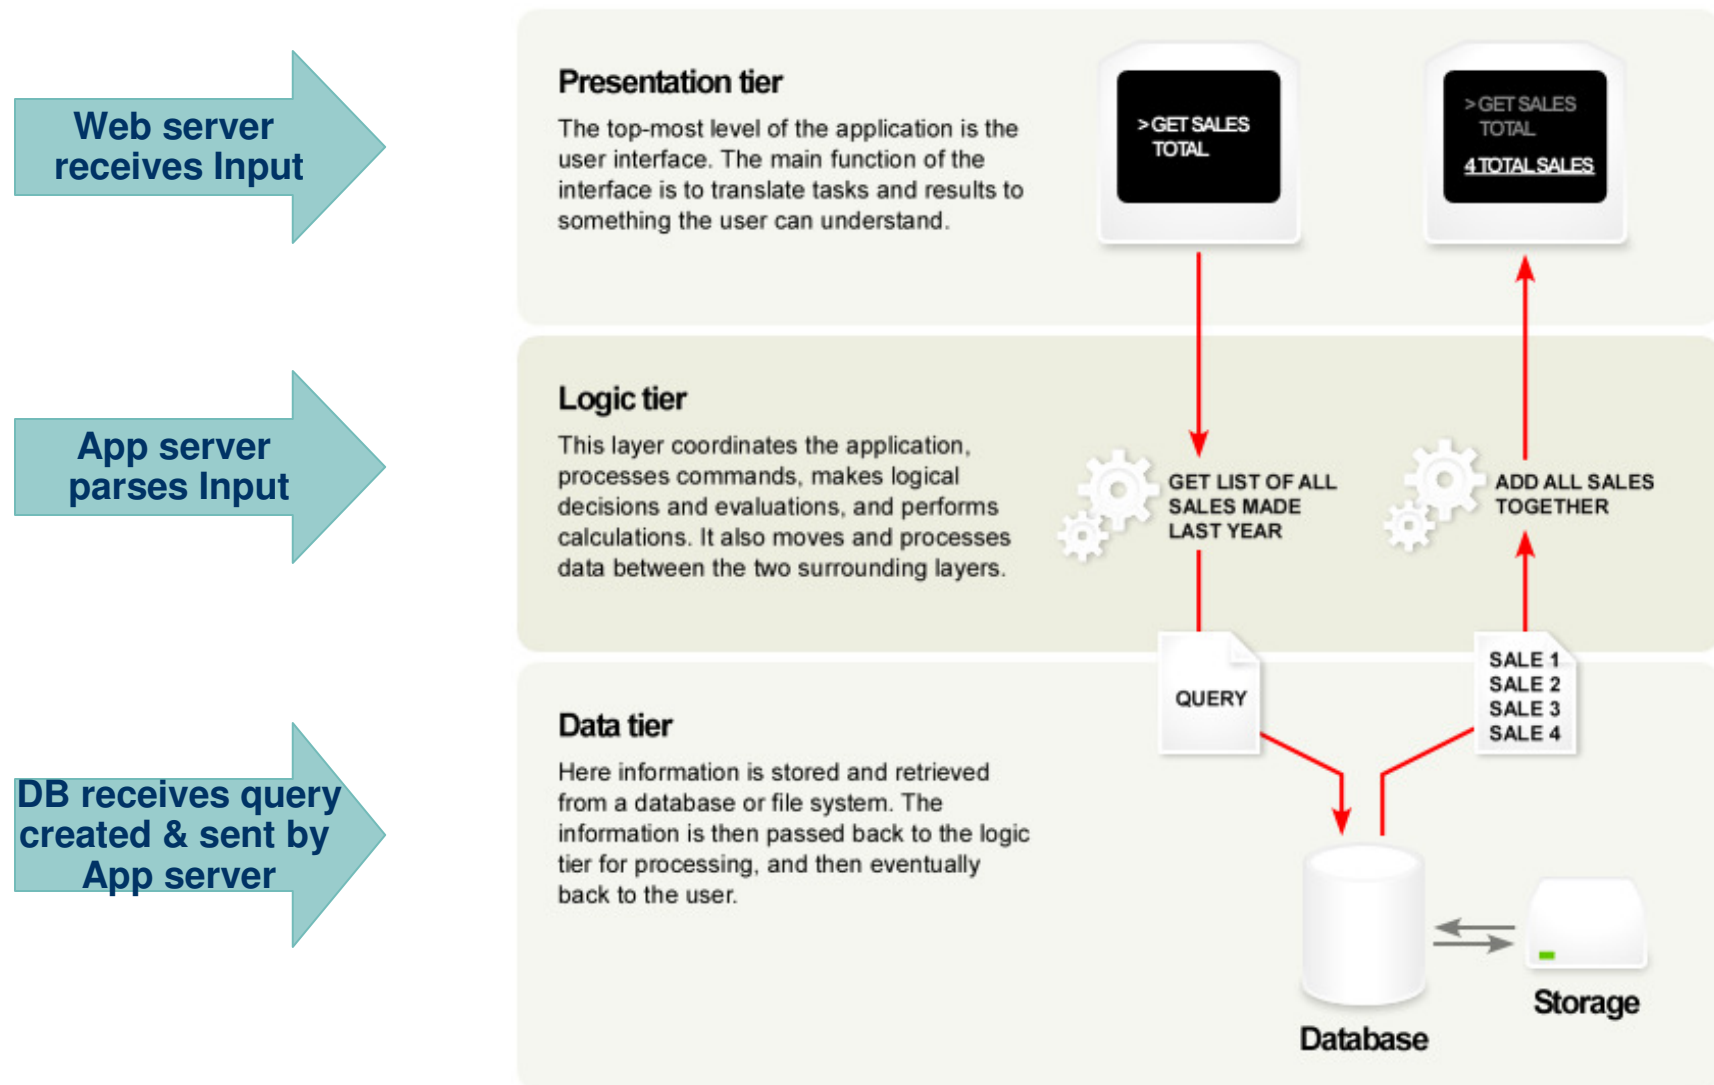 Web server
receives Input
Presentation tier
The top-most level of the application is the
user interface. The main function of the
interface is to translate tasks and results to
something the user can understand.
>GET SALES
TOTAL
>GET SALES
TOTAL
4 TOTAL SALES
App server
parses Input
Logic tier
This layer coordinates the application,
processes commands, makes logical
decisions and evaluations, and performs
calculations. It also moves and processes
data between the two surrounding layers.
GET LIST OF ALL
SALES MADE
LAST YEAR
ADD ALL SALES
TOGETHER
DB receives query
created & sent by
App server
Data tier
Here information is stored and retrieved
from a database or file system. The
information is then passed back to the logic
tier for processing, and then eventually
back to the user.
QUERY
SALE 1
SALE 2
SALE 3
SALE 4
Database
Storage